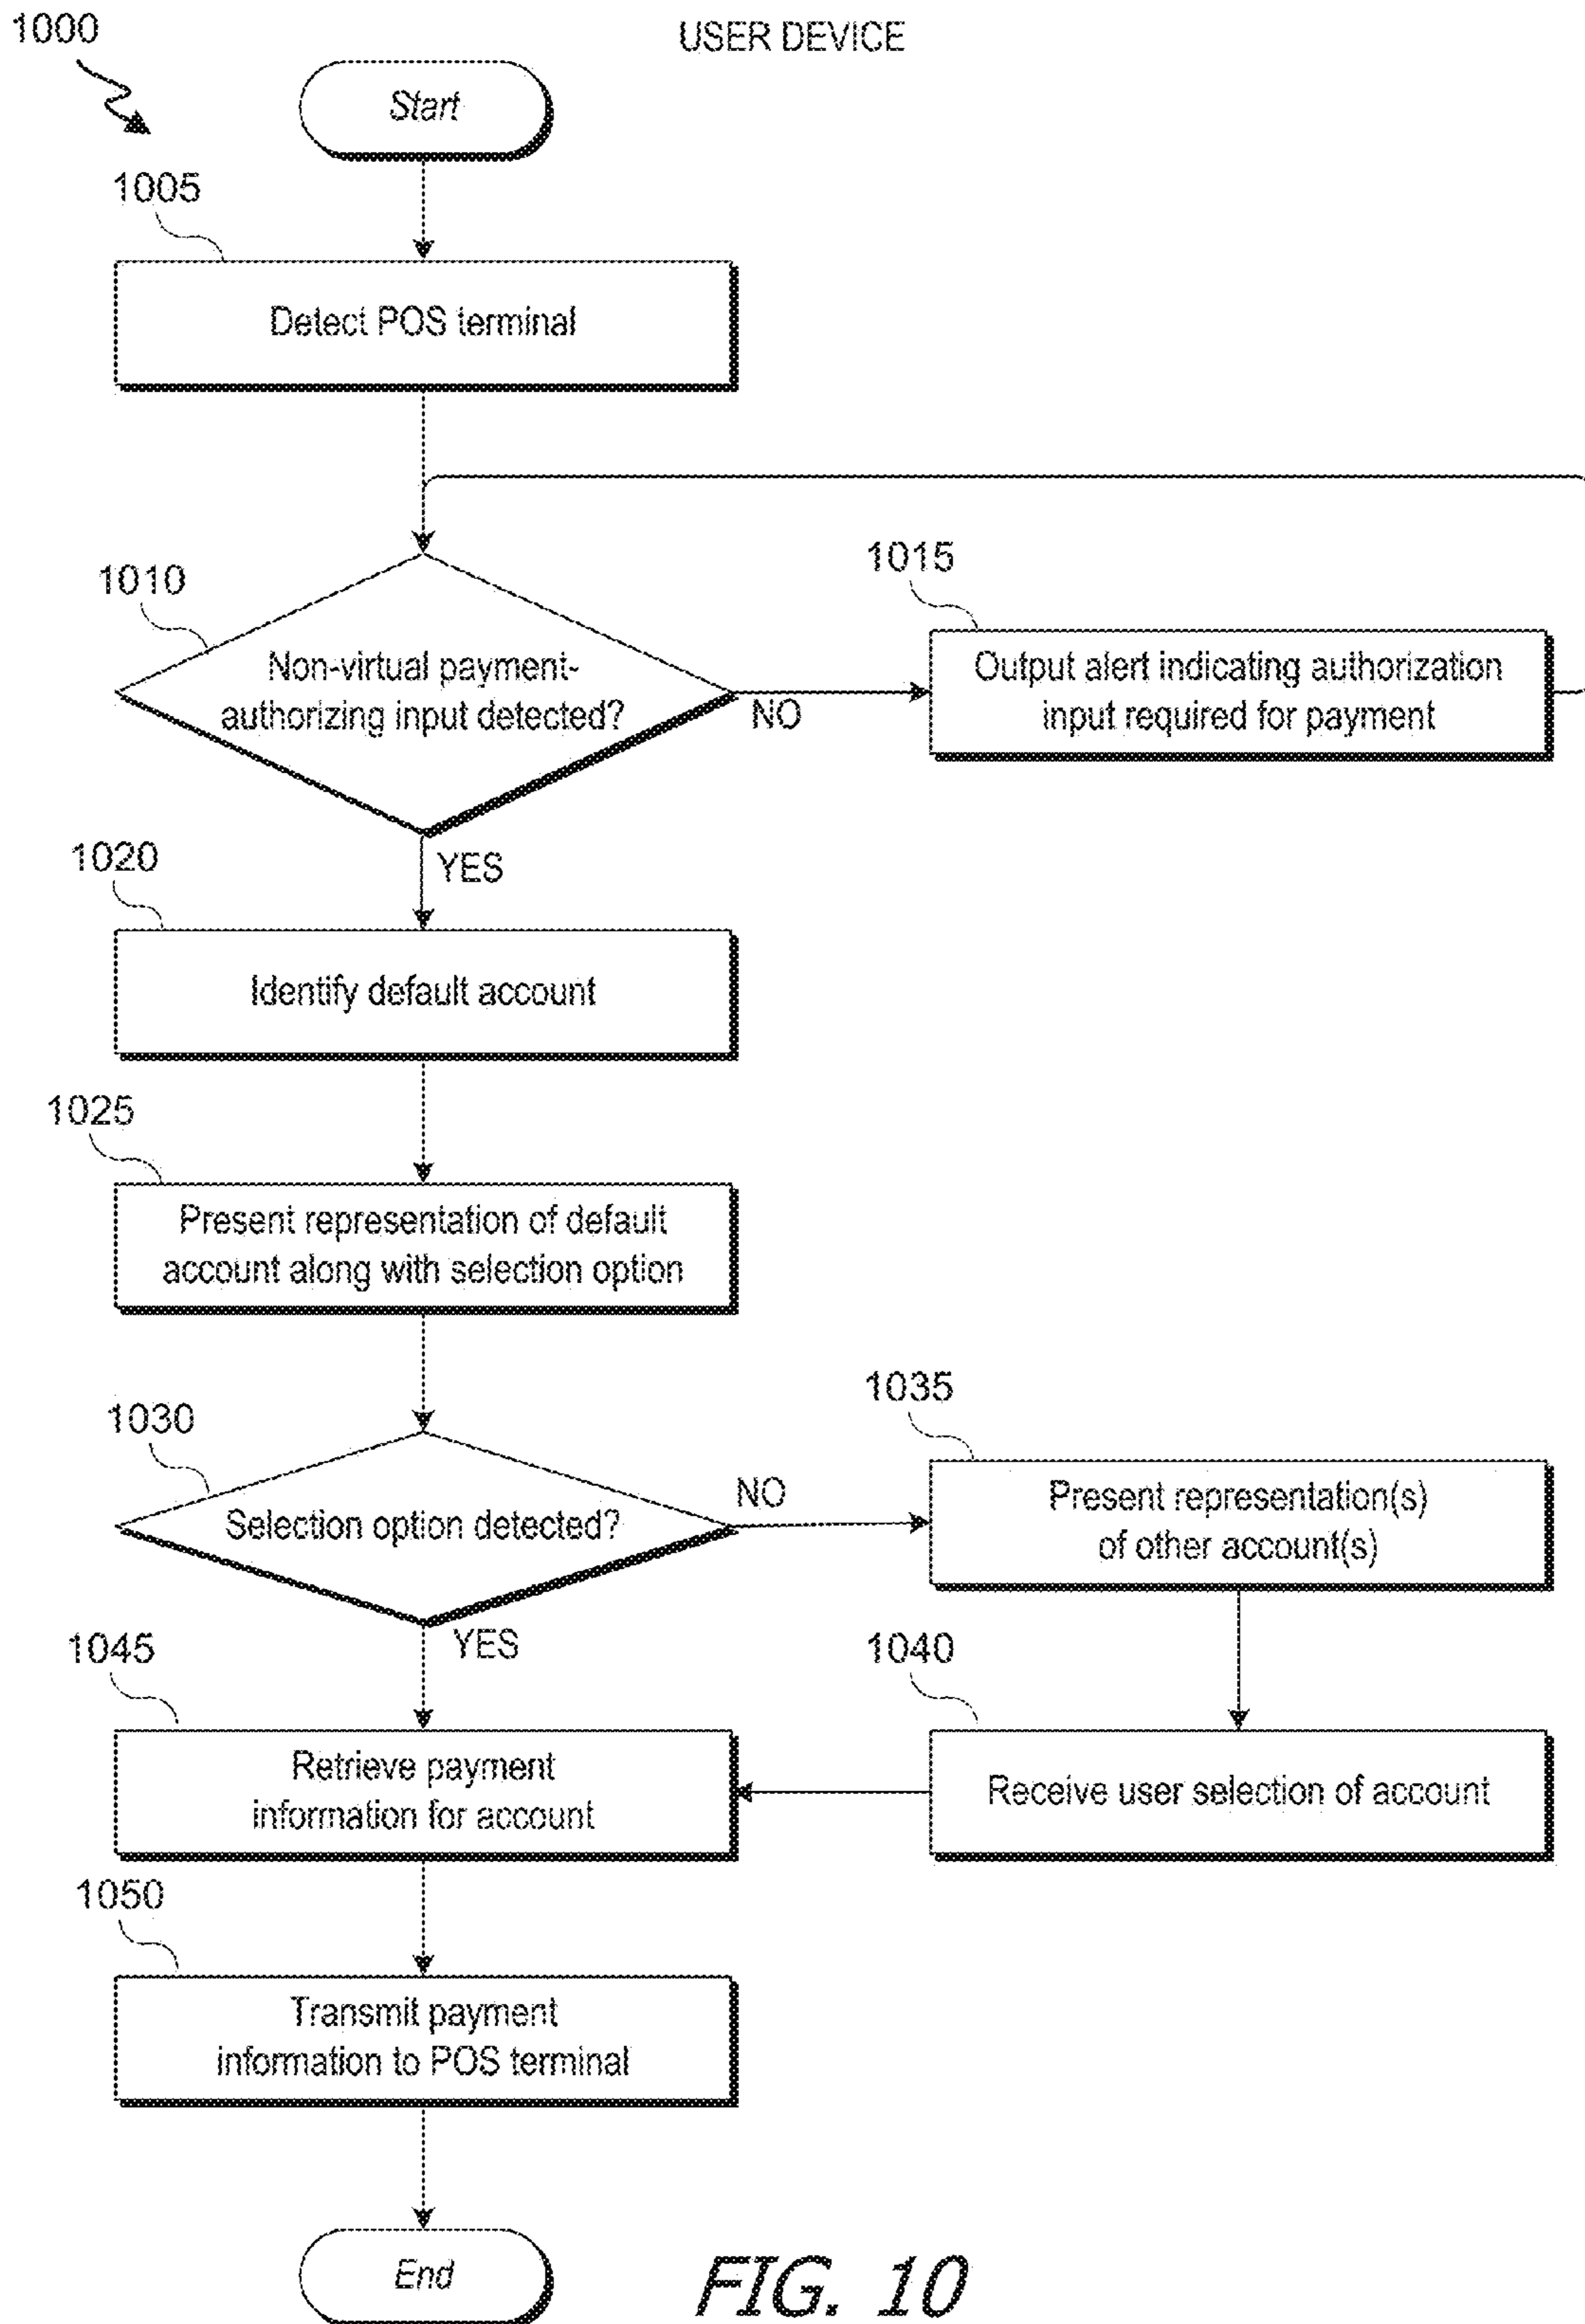 1000
USER DEVICE
Start
1005
Detect POS terminal
1010
Non-virtual payment-
authorizing input detected?
NO
1015
Output alert indicating authorization
input required for payment
YES
1020
Identify default account
1025
Present representation of default
account along with selection option
1030
Selection option detected?
NO
1035
Present representation(s)
of other account(s)
YES
1045
Retrieve payment
information for account
1040
Receive user selection of account
1050
Transmit payment
information to POS terminal
End
FIG. 10